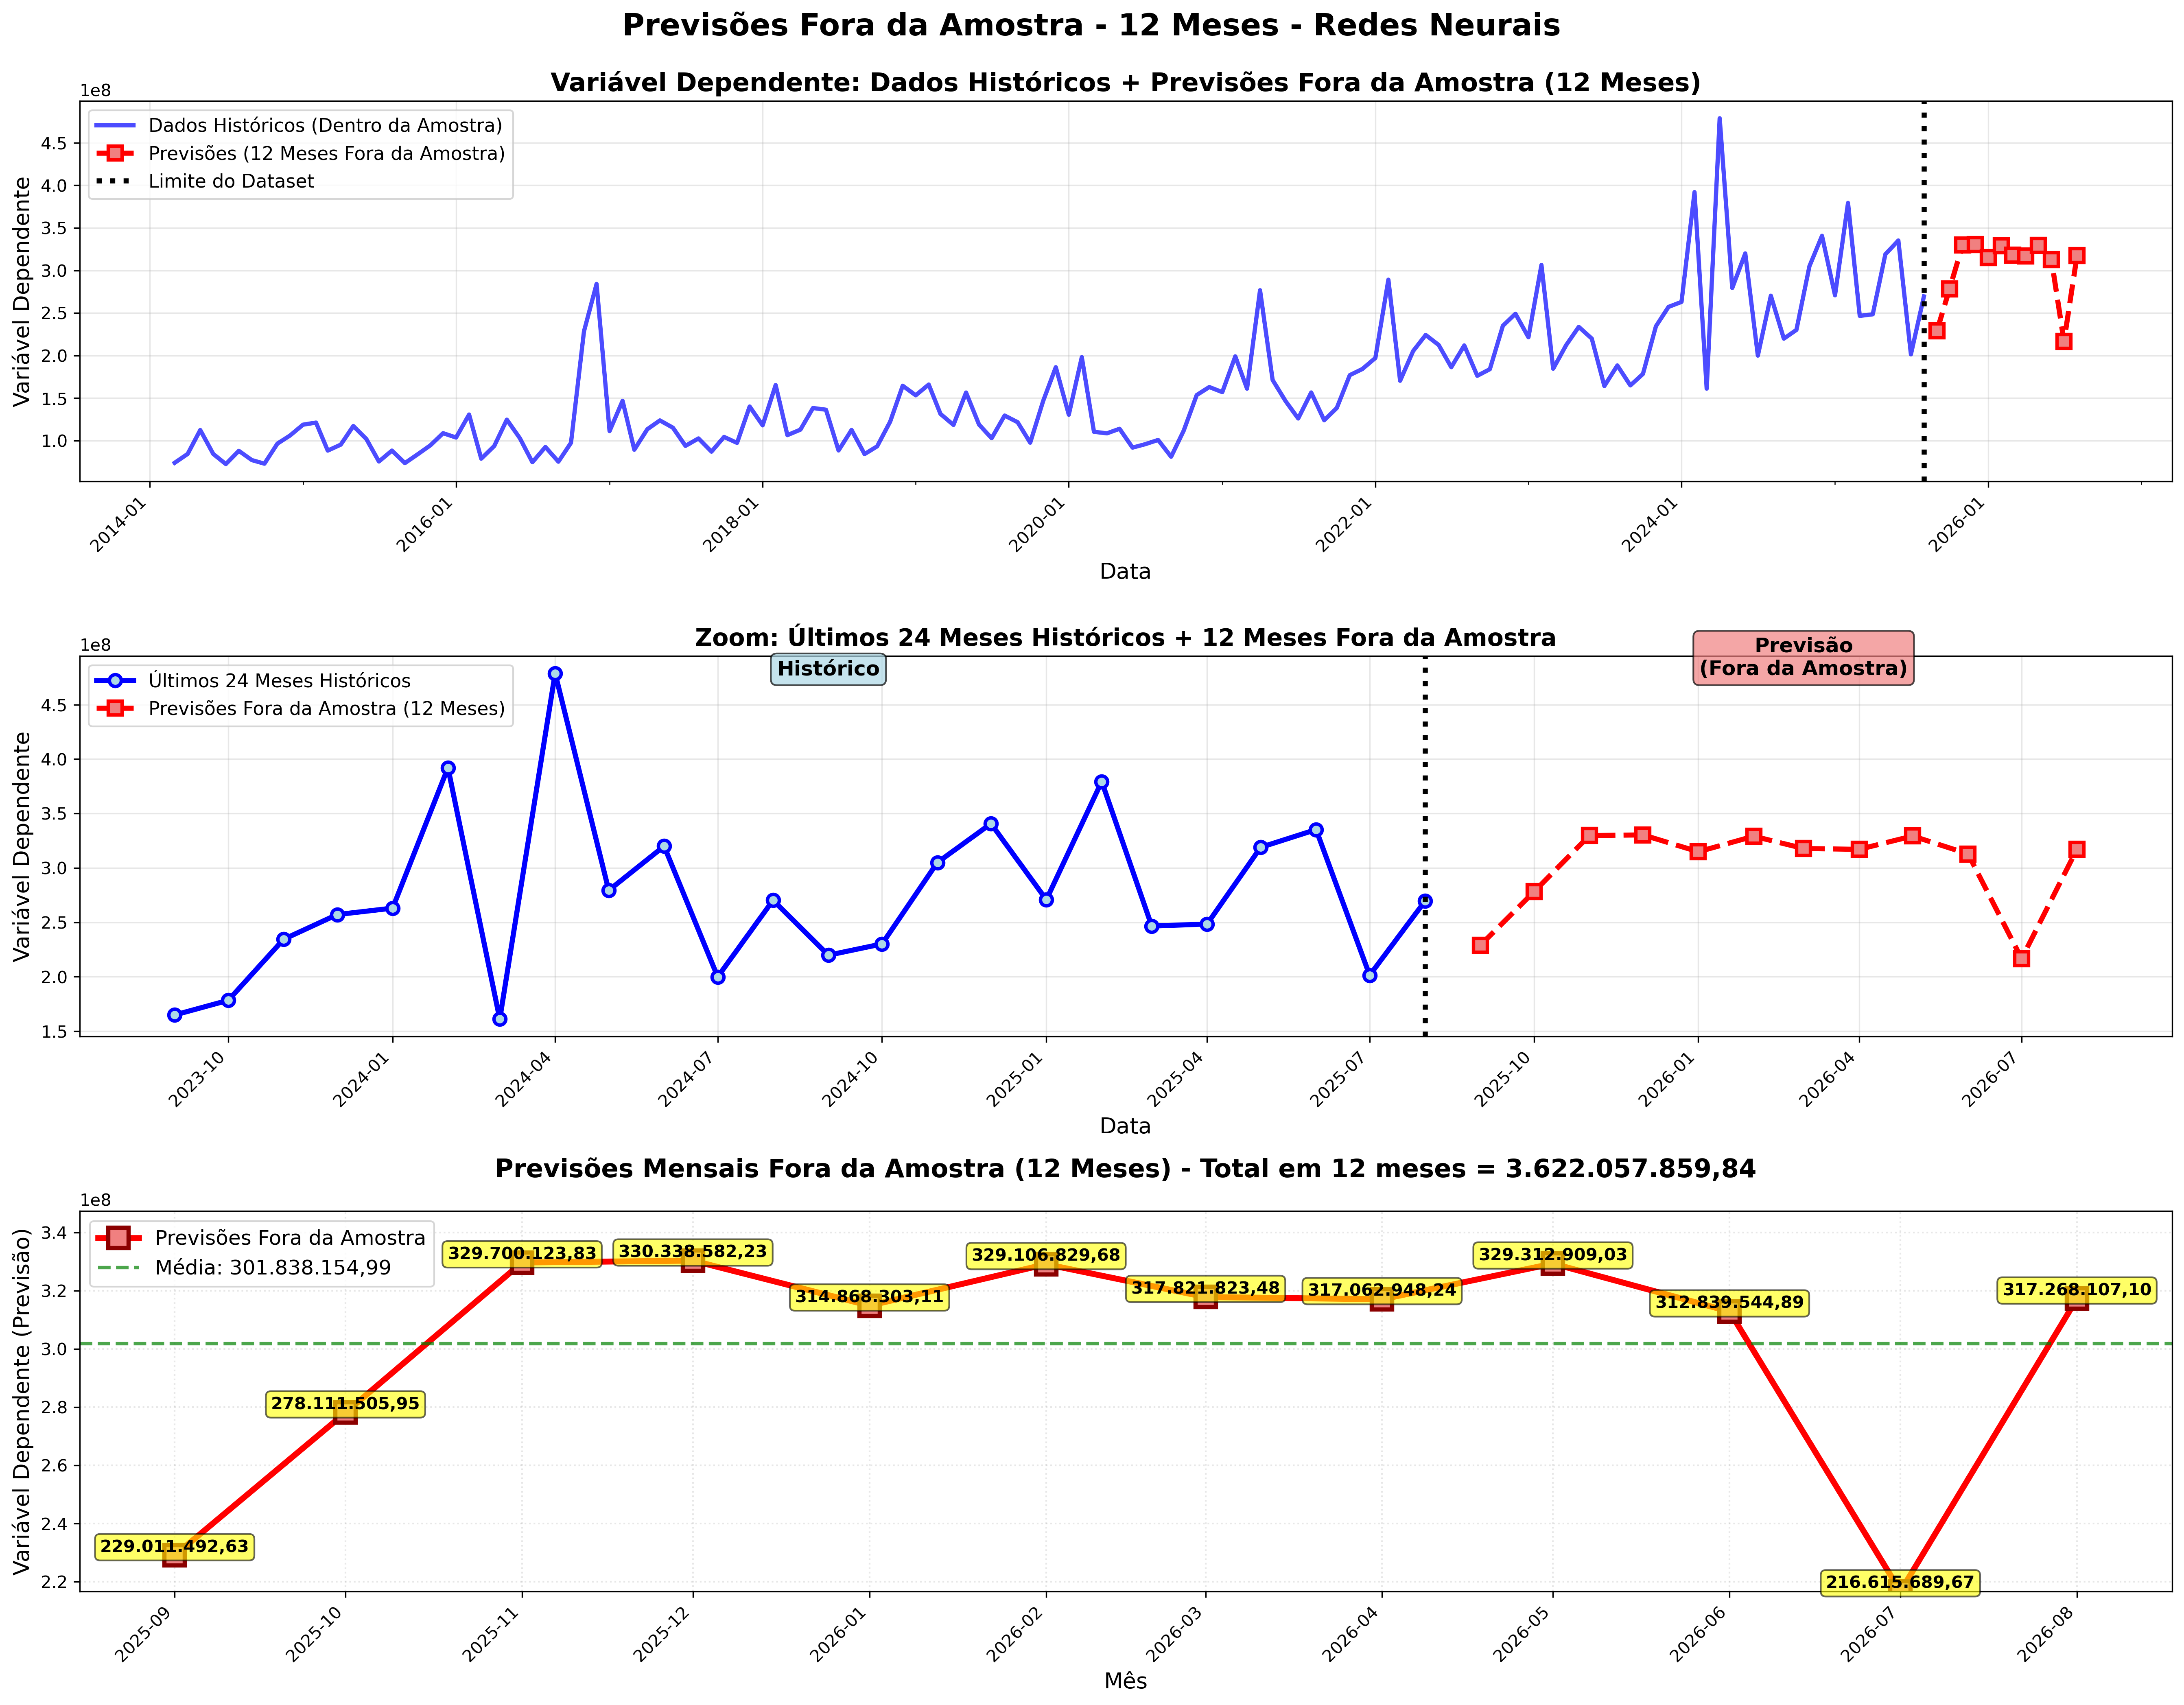 Previsões Fora da Amostra - 12 Meses - Redes Neurais
Variável Dependente: Dados Históricos + Previsões Fora da Amostra (12 Meses)
1e8
Dados Históricos (Dentro da Amostra)
Previsões (12 Meses Fora da Amostra)
Limite do Dataset
Variável Dependente
4.5
4.0
3.5
3.0
2.5
2.0
1.5
1.0
2014-01
2016-01
2018-01
2020-01
2022-01
2024-01
2026-01
Data
Zoom: Últimos 24 Meses Históricos + 12 Meses Fora da Amostra
1e8
Últimos 24 Meses Históricos
Previsões Fora da Amostra (12 Meses)
Histórico
Previsão
(Fora da Amostra)
Variável Dependente
4.5
4.0
3.5
3.0
2.5
2.0
1.5
2023-10
2024-01
2024-04
2024-07
2024-10
2025-01
2025-04
2025-07
2025-10
2026-01
2026-04
2026-07
Data
Previsões Mensais Fora da Amostra (12 Meses) - Total em 12 meses = 3.622.057.859,84
1e8
Previsões Fora da Amostra
Média: 301.838.154,99
Variável Dependente (Previsão)
3.4
3.2
3.0
2.8
2.6
2.4
2.2
229.011.492,63
278.111.505,95
329.700.123,83
330.338.582,23
314.868.303,11
329.106.829,68
317.821.823,48
317.062.948,24
329.312.909,03
312.839.544,89
216.615.689,67
317.268.107,10
2025-09
2025-10
2025-11
2025-12
2026-01
2026-02
2026-03
2026-04
2026-05
2026-06
2026-07
2026-08
Mês